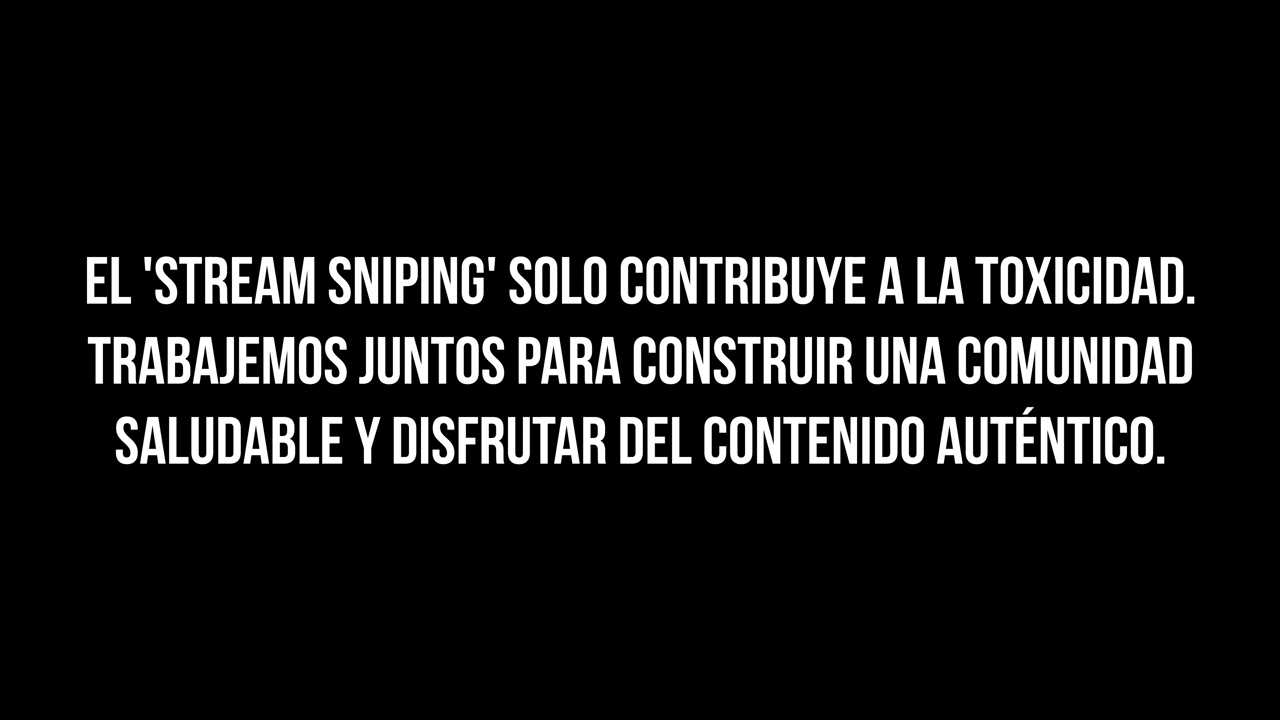 EL 'STREAM SNIPING' SOLO CONTRIBUYE A LA TOXICIDAD.
TRABAJEMOS JUNTOS PARA CONSTRUIR UNA COMUNIDAD
SALUDABLE Y DISFRUTAR DEL CONTENIDO AUTÉNTICO.